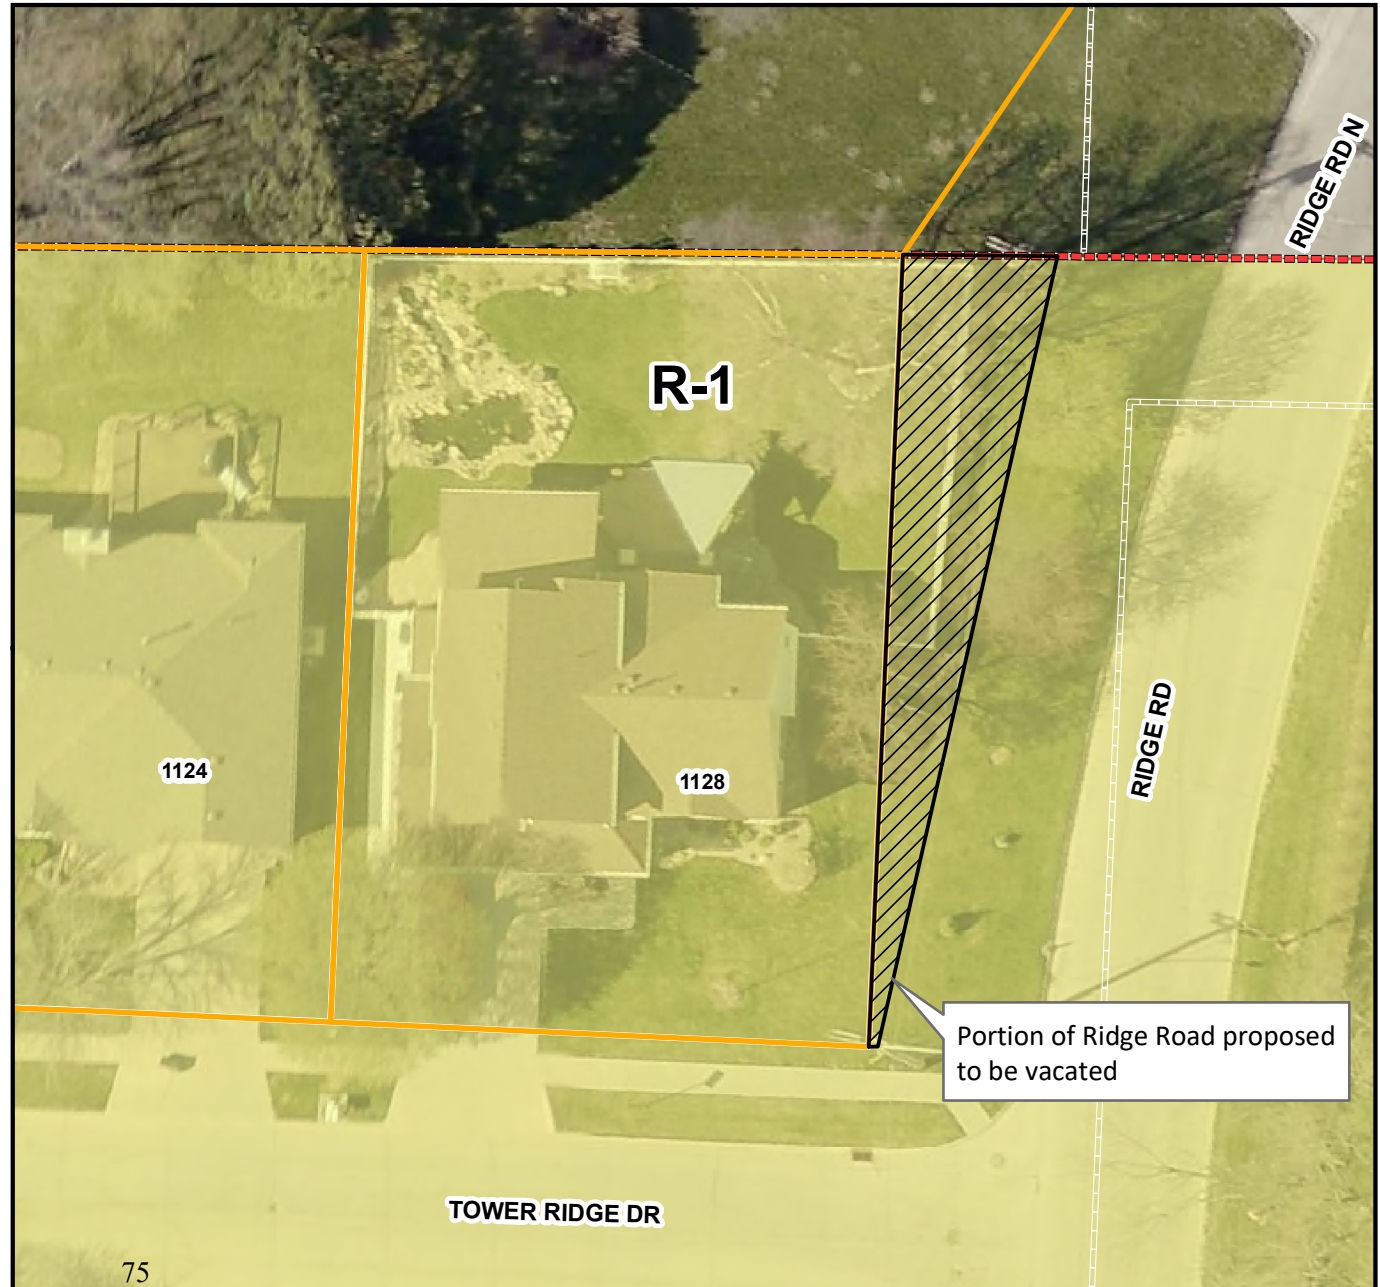 RIDGE RD N
R-1
RIDGE RD
1124
1128
Portion of Ridge Road proposed
to be vacated
TOWER RIDGE DR
75